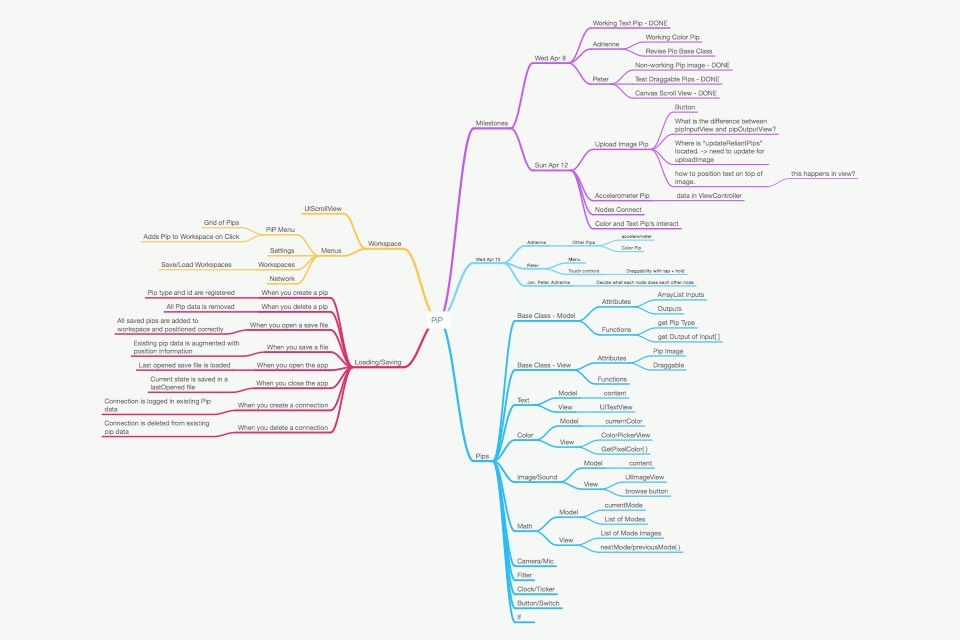 PiP
Milestones
Wed Apr 8
Working Text Pip - DONE
Adrienne
Working Color Pip
Revise Pip Base Class
Peter
Non-working Pip image - DONE
Test Draggable Pips - DONE
Canvas Scroll View - DONE
Sun Apr 12
Upload Image Pip
Button
What is the difference between
pipInputView and pipOutputView?
Where is "updateReliantPips"
located. -> need to update for
uploadImage
how to position text on top of
image.
this happens in view?
Accelerometer Pip
data in ViewController
Nodes Connect
Color and Text Pip's interact
Wed Apr 15
Adrienne
Other Pips
accelerometer
Color Pip
Peter
Menu
Touch controls
Draggability with tap + hold
Jon, Peter, Adrienne
Decide what each node does each other node
Pips
Base Class - Model
Attributes
ArrayList Inputs
Outputs
Functions
get Pip Type
get Output of Input[ ]
Base Class - View
Attributes
Pip Image
Draggable
Functions
Text
Model
content
View
UITextView
Color
Model
currentColor
View
ColorPickerView
GetPixelColor( )
Image/Sound
Model
content
View
UIImageView
browse button
Math
Model
currentMode
List of Modes
View
List of Mode Images
nextMode/previousMode( )
Camera/Mic
Filter
Clock/Ticker
Button/Switch
If
Workspace
UIScrollView
Menus
PIP Menu
Grid of Pips
Adds Pip to Workspace on Click
Settings
Workspaces
Save/Load Workspaces
Network
Loading/Saving
When you create a pip
Pip type and id are registered
When you delete a pip
All Pip data is removed
When you open a save file
All saved pips are added to
workspace and positioned correctly
When you save a file
Existing pip data is augmented with
position information
When you open the app
Last opened save file is loaded
When you close the app
Current state is saved in a
lastOpened file
When you create a connection
Connection is logged in existing Pip
data
When you delete a connection
Connection is deleted from existing
pip data